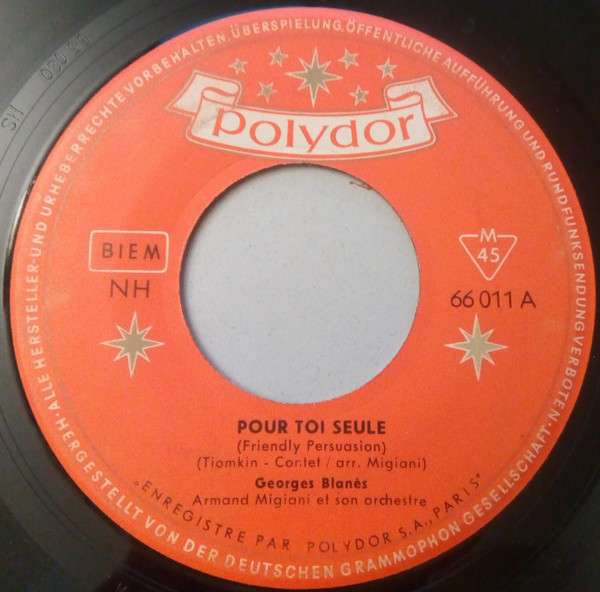 ·ALLE HERSTELLER-UND URHEBERRECHTE VORBEHALTEN, ÜBERSPIELUNG, ÖFFENTLICHE AUFFÜHRUNG UND RUNDFUNKSENDUNG VERBOTEN.
Polydor
BIEM
NH
M
45
66 011 A
POUR TOI SEULE
(Friendly Persuasion)
(Tiomkin - Contet / arr. Migiani)
Georges Blanès
Armand Migiani et son orchestre
„ENREGISTRE PAR POLYDOR S.A., PARIS"
HERGESTELLT VON DER DEUTSCHEN GRAMMOPHON GESELLSCHAFT·